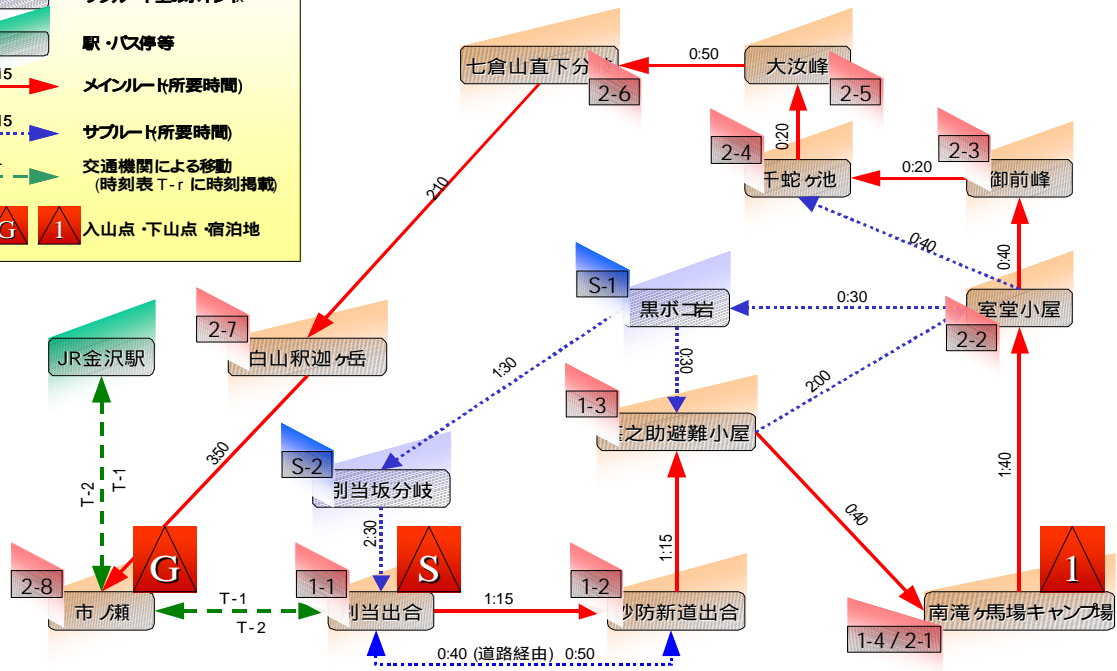 駅・バス停等
15
メインルート(所要時間)
15
サブルート(所要時間)
交通機関による移動
(時刻表 T-r に時刻掲載)
G
1
入山点・下山点・宿泊地
七倉山直下分岐
2-6
0:50
大汝峰
2-5
0:20
2-4
千蛇ヶ池
0:20
2-3
御前峰
2:10
0:40
0:40
S-1
黒ボコ岩
0:30
室堂小屋
2-2
2-7
白山釈迦ヶ岳
JR金沢駅
1:30
0:30
2:00
1-3
之助避難小屋
3:50
S-2
別当坂分岐
T-2
T-1
1:40
0:40
2:30
1:15
G
S
1
2-8
市ノ瀬
T-1
T-2
1-1
別当出合
1:15
1-2
砂防新道出合
南滝ヶ馬場キャンプ場
1-4 / 2-1
0:40 (道路経由) 0:50